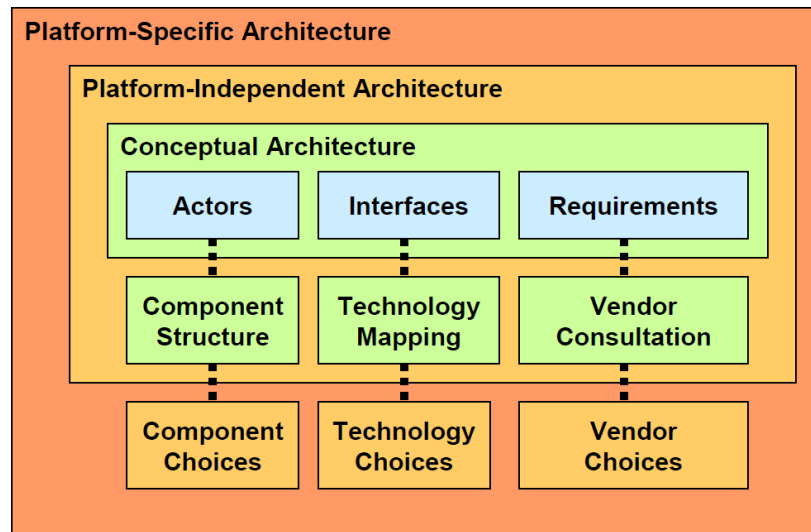 Platform-Specific Architecture
Platform-Independent Architecture
Conceptual Architecture
Actors
Interfaces
Requirements
Component
Structure
Technology
Mapping
Vendor
Consultation
Component
Choices
Technology
Choices
Vendor
Choices